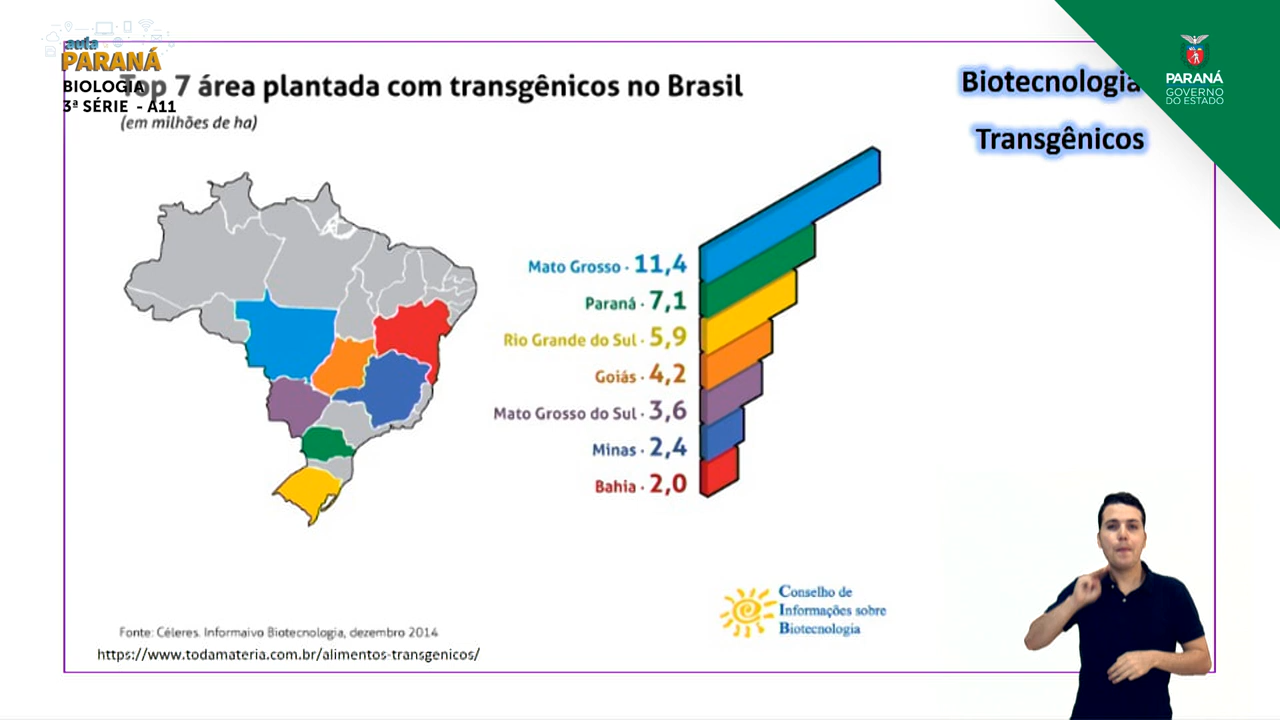 aula
PARANÁ
BIOLOGIA
3ª SÉRIE - A11
Top 7 área plantada com transgênicos no Brasil
(em milhões de ha)
Biotecnologia
Transgênicos
PARANÁ
GOVERNO
DO ESTADO
Mato Grosso · 11,4
Paraná · 7,1
Rio Grande do Sul · 5,9
Goiás · 4,2
Mato Grosso do Sul · 3,6
Minas · 2,4
Bahia · 2,0
Conselho de
Informações sobre
Biotecnologia
Fonte: Céleres. Informaivo Biotecnologia, dezembro 2014
https://www.todamateria.com.br/alimentos-transgenicos/